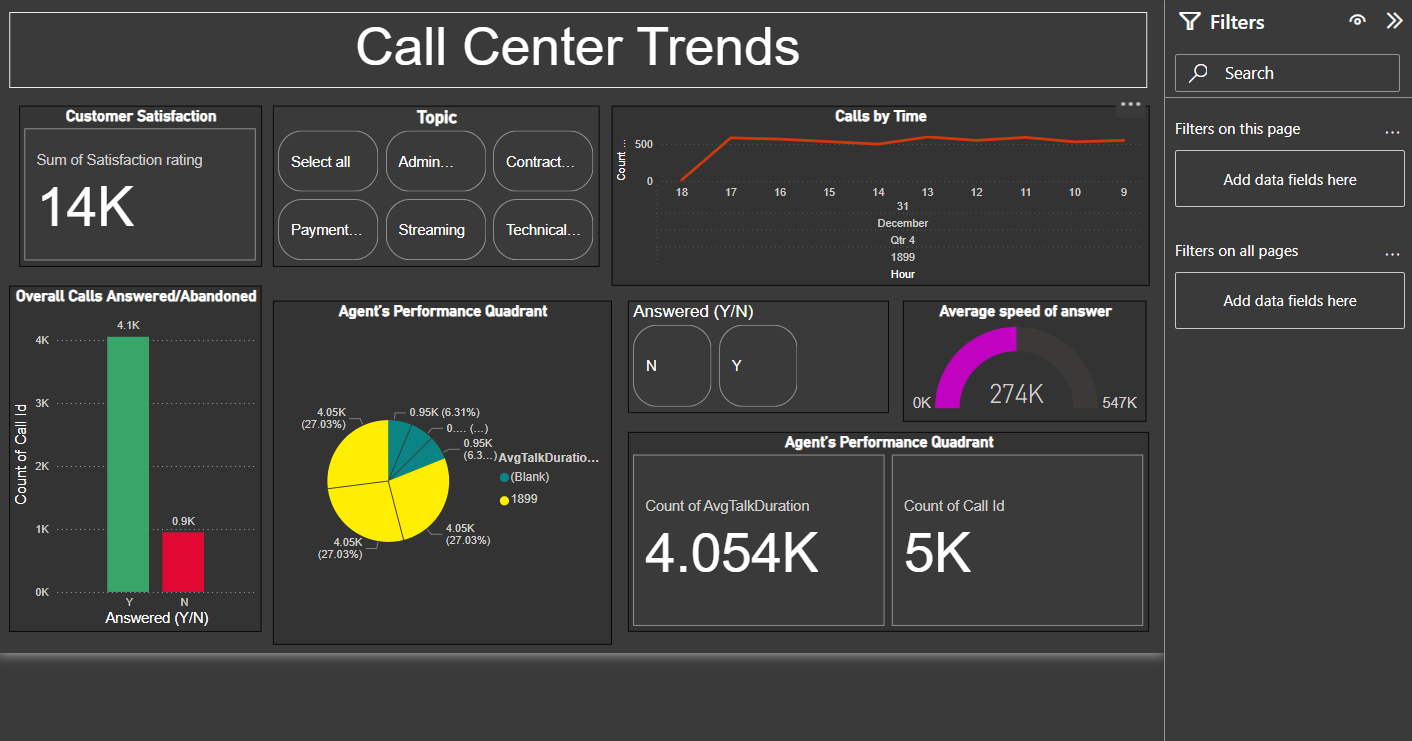 Call Center Trends
Customer Satisfaction
Sum of Satisfaction rating
14K
Topic
Select all
Admin...
Contract...
Payment...
Streaming
Technical...
Calls by Time
Count ...
500
0
18 17 16 15 14 13 12 11 10 9
31
December
Qtr 4
1899
Hour
Overall Calls Answered/Abandoned
Count of Call Id
4K
3K
2K
1K
0K
4.1K
0.9K
Y N
Answered (Y/N)
Agent's Performance Quadrant
4.05K
(27.03%)
0.95K (6.31%)
0.... (...)
0.95K
(6.3...)
4.05K
(27.03%)
4.05K
(27.03%)
AvgTalkDuratio...
(Blank)
1899
Answered (Y/N)
N
Y
Average speed of answer
0K
274K
547K
Agent's Performance Quadrant
Count of AvgTalkDuration
4.054K
Count of Call Id
5K
Filters
Search
Filters on this page
...
Add data fields here
Filters on all pages
...
Add data fields here